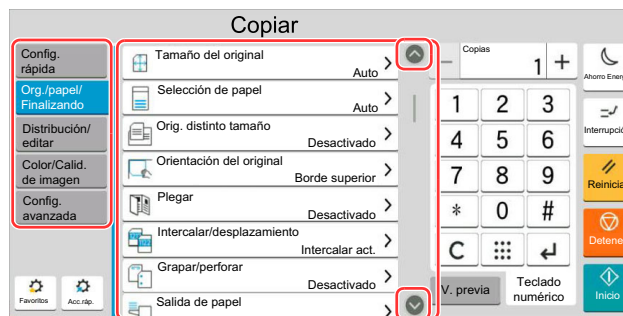 Copiar
Config.
rápida
Org./papel/
Finalizando
Distribución/
editar
Color/Calid.
de imagen
Config.
avanzada
Favoritos
Acc.ráp.
Tamaño del original
Auto
Selección de papel
Auto
Orig. distinto tamaño
Desactivado
Orientación del original
Borde superior
Plegar
Desactivado
Intercalar/desplazamiento
Intercalar act.
Grapar/perforar
Desactivado
Salida de papel
Copias
− 1 +
1 2 3
4 5 6
7 8 9
* 0 #
C
V. previa
Teclado
numérico
Ahorro Energ
Interrupció
Reinicia
Detene
Inicio